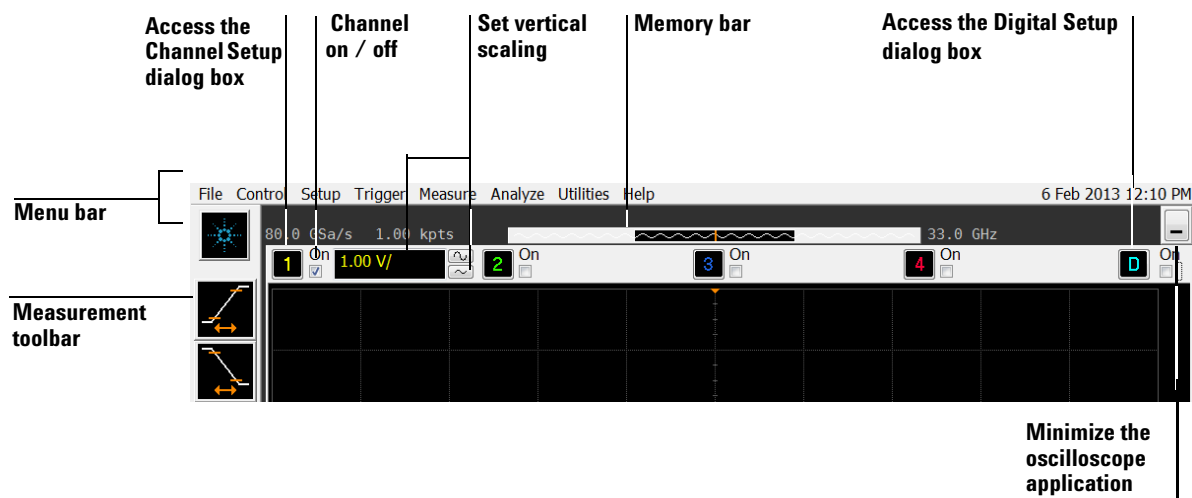 Access the
Channel Setup
dialog box
Channel
on / off
Set vertical
scaling
Memory bar
Access the Digital Setup
dialog box
Menu bar
File Control Setup Trigger Measure Analyze Utilities Help
6 Feb 2013 12:10 PM
80.0 GSa/s 1.00 kpts
33.0 GHz
1 On 1.00 V/ 2 On 3 On 4 On D On
Measurement
toolbar
Minimize the
oscilloscope
application